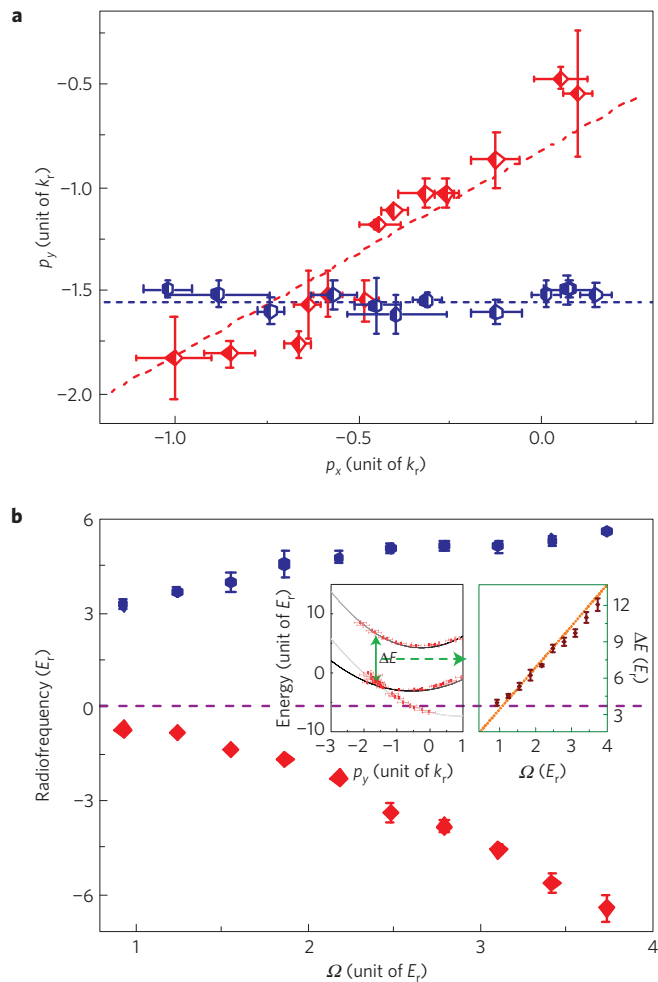 a
−0.5
−1.0
−1.5
−2.0
p_y (unit of k_r)
−1.0
−0.5
0.0
p_x (unit of k_r)
b
6
3
0
−3
−6
Radiofrequency (E_r)
1
2
3
4
Ω (unit of E_r)
10
0
−10
Energy (unit of E_r)
ΔE
−3
−2
−1
0
1
p_y (unit of k_r)
12
9
6
3
ΔE (E_r)
1
2
3
4
Ω (E_r)